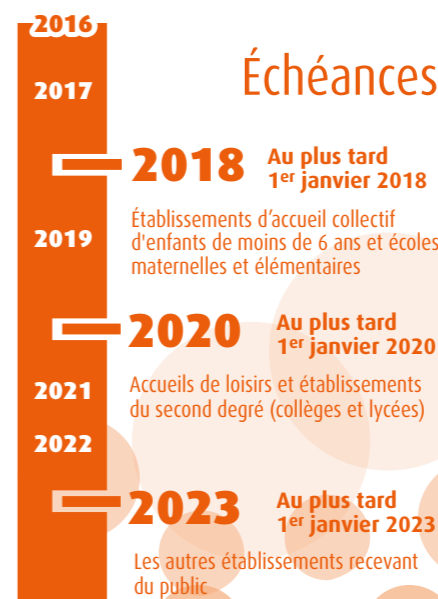 2016
Échéances
2017
2018
Au plus tard
1er janvier 2018
Établissements d’accueil collectif
d'enfants de moins de 6 ans et écoles
maternelles et élémentaires
2019
2020
Au plus tard
1er janvier 2020
Accueils de loisirs et établissements
du second degré (collèges et lycées)
2021
2022
2023
Au plus tard
1er janvier 2023
Les autres établissements recevant
du public